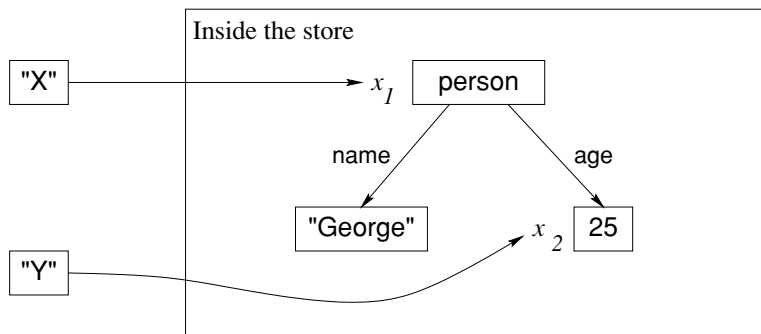 Inside the store
"X"
x1
person
name
age
"George"
x2
25
"Y"